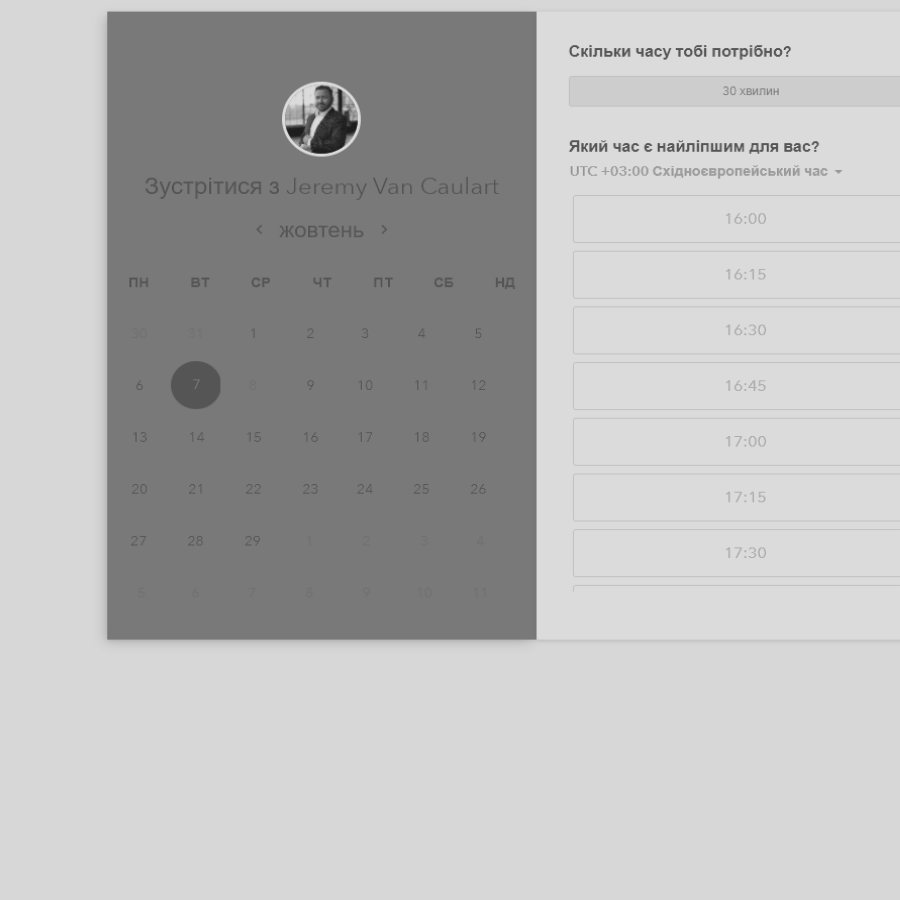 Зустрітися з Jeremy Van Caulart
жовтень
ПН ВТ СР ЧТ ПТ СБ НД
30 31 1 2 3 4 5
6 7 8 9 10 11 12
13 14 15 16 17 18 19
20 21 22 23 24 25 26
27 28 29 1 2 3 4
5 6 7 8 9 10 11
Скільки часу тобі потрібно?
30 хвилин
Який час є найліпшим для вас?
UTC +03:00 Східноєвропейський час
16:00
16:15
16:30
16:45
17:00
17:15
17:30